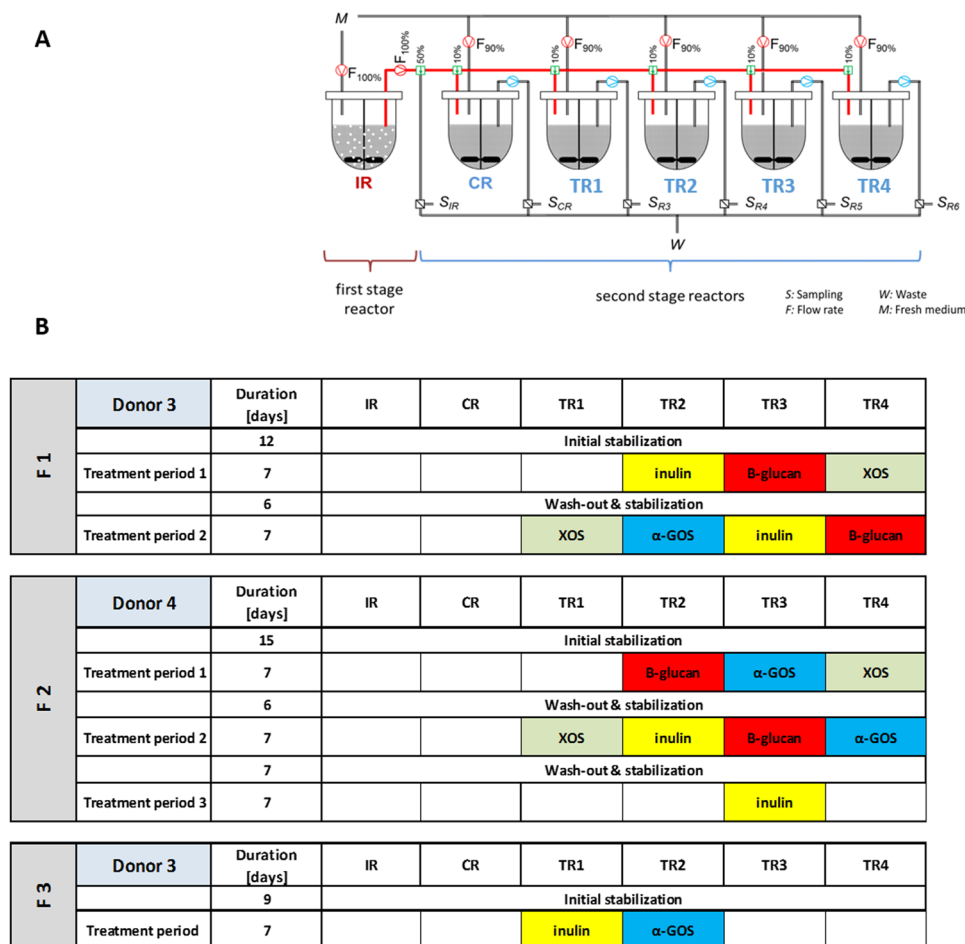 A
M
F100%
F100%
50%
10%
F90%
10%
F90%
10%
F90%
10%
F90%
10%
F90%
IR
CR
TR1
TR2
TR3
TR4
SIR
SCR
SR3
SR4
SR5
SR6
W
first stage
reactor
second stage reactors
S: Sampling
W: Waste
F: Flow rate
M: Fresh medium
B
F 1
Donor 3 Duration [days] IR CR TR1 TR2 TR3 TR4
12 Initial stabilization
Treatment period 1 7 inulin B-glucan XOS
6 Wash-out & stabilization
Treatment period 2 7 XOS α-GOS inulin B-glucan
F 2
Donor 4 Duration [days] IR CR TR1 TR2 TR3 TR4
15 Initial stabilization
Treatment period 1 7 B-glucan α-GOS XOS
6 Wash-out & stabilization
Treatment period 2 7 XOS inulin B-glucan α-GOS
7 Wash-out & stabilization
Treatment period 3 7 inulin
F 3
Donor 3 Duration [days] IR CR TR1 TR2 TR3 TR4
9 Initial stabilization
Treatment period 7 inulin α-GOS